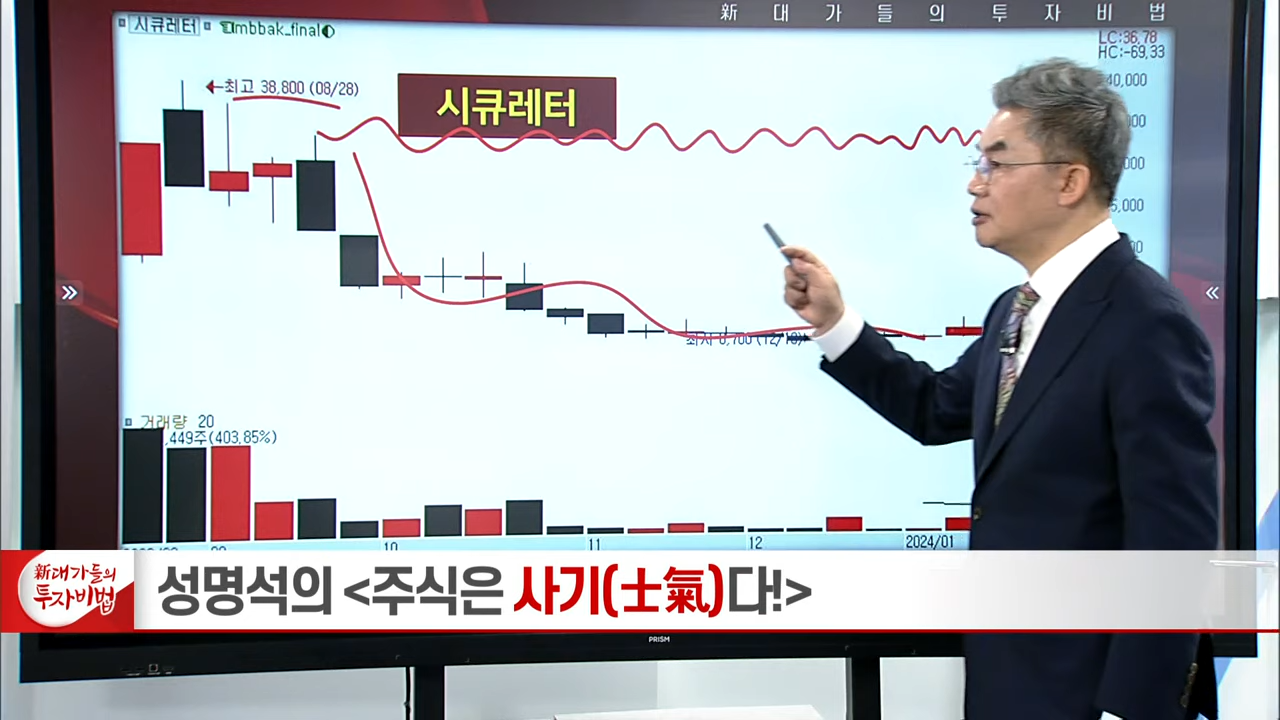 新 대 가 들 의 투 자 비 법
시큐레터
mbbak_final
LC:36,78
HC:-69,33
최고 38,800 (08/28)
시큐레터
40,000
거래량 20
,449주(403,85%)
10
11
12
2024/01
新대가들의
투자비법
성명석의 <주식은 사기(士氣)다!>
PRISM